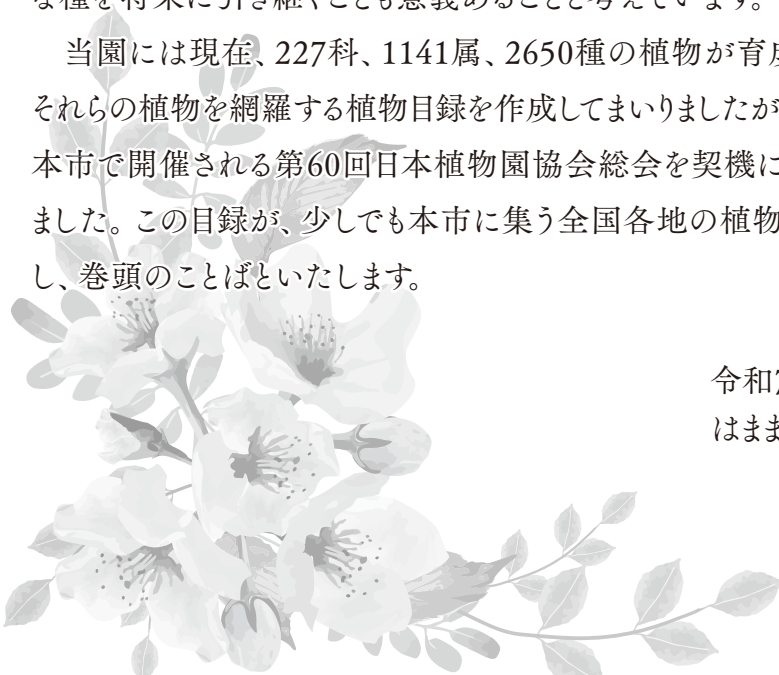 な種を将来に引き継ぐことも意義あることと考えています。
当園には現在、227科、1141属、2650種の植物が育
それらの植物を網羅する植物目録を作成してまいりましたが
本市で開催される第60回日本植物園協会総会を契機に
ました。この目録が、少しでも本市に集う全国各地の植物
し、巻頭のことばといたします。
令和
はまま